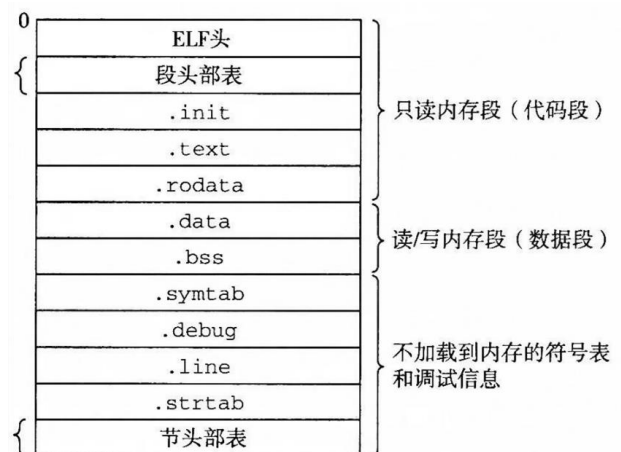 0
ELF头
段头部表
.init
.text
.rodata
只读内存段（代码段）
.data
.bss
读/写内存段（数据段）
.symtab
.debug
.line
.strtab
节头部表
不加载到内存的符号表
和调试信息